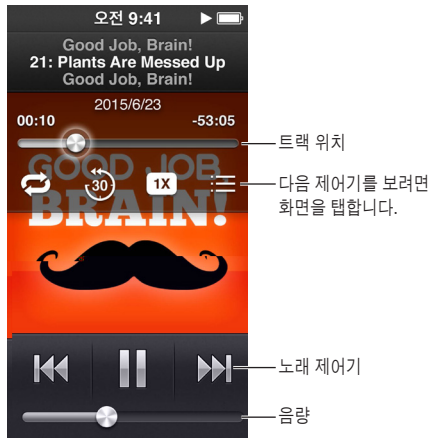 오전 9:41
Good Job, Brain!
21: Plants Are Messed Up
Good Job, Brain!
2015/6/23
00:10
-53:05
트랙 위치
GOOD JOB
30
1X
다음 제어기를 보려면
화면을 탭합니다.
BRAIN!
노래 제어기
음량